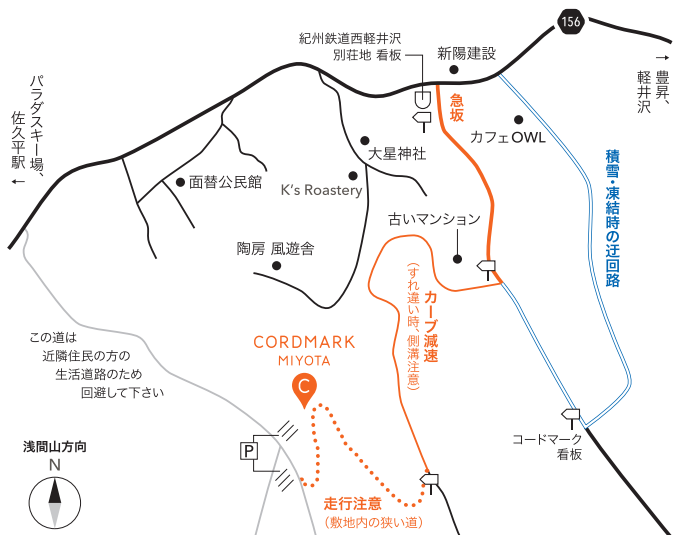 156
紀州鉄道西軽井沢
別荘地 看板
新陽建設
→ 豊昇、
軽井沢
パラダスキー場、
佐久平駅 ←
急坂
カフェOWL
大星神社
面替公民館
K's Roastery
積雪・凍結時の迂回路
古いマンション
陶房 風遊舎
カーブ減速
（すれ違い時、側溝注意）
この道は
近隣住民の方の
生活道路のため
回避して下さい
CORDMARK
MIYOTA
C
コードマーク
看板
浅間山方向
N
P
走行注意
（敷地内の狭い道）